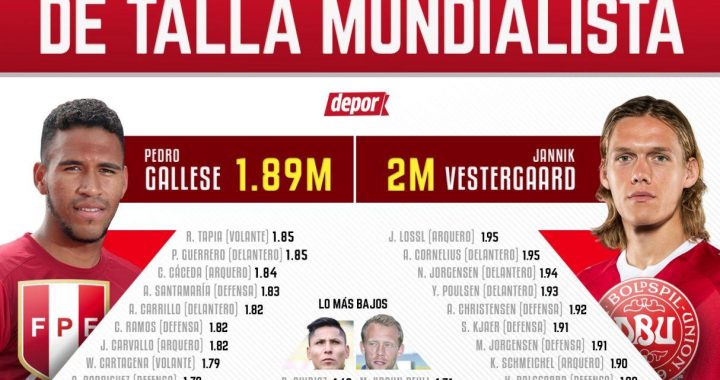 DE TALLA MUNDIALISTA
depor
PEDRO
GALLESE 1.89M
2M JANNIK
VESTERGAARD
R. TAPIA (VOLANTE) 1.85
P. GUERRERO (DELANTERO) 1.85
C. CÁCEDA (ARQUERO) 1.84
A. SANTAMARÍA (DEFENSA) 1.83
A. CARRILLO (DELANTERO) 1.82
C. RAMOS (DEFENSA) 1.82
J. CARVALLO (ARQUERO) 1.82
W. CARTAGENA (VOLANTE) 1.79
J. LOSSL (ARQUERO) 1.95
A. CORNELIUS (DELANTERO) 1.95
N. JORGENSEN (DELANTERO) 1.94
Y. POULSEN (DELANTERO) 1.93
A. CHRISTENSEN (DEFENSA) 1.92
S. KJAER (DEFENSA) 1.91
M. JORGENSEN (DEFENSA) 1.91
K. SCHMEICHEL (ARQUERO) 1.90
LO MÁS BAJOS
FPF
BOLDSPIL-UNION
DBU